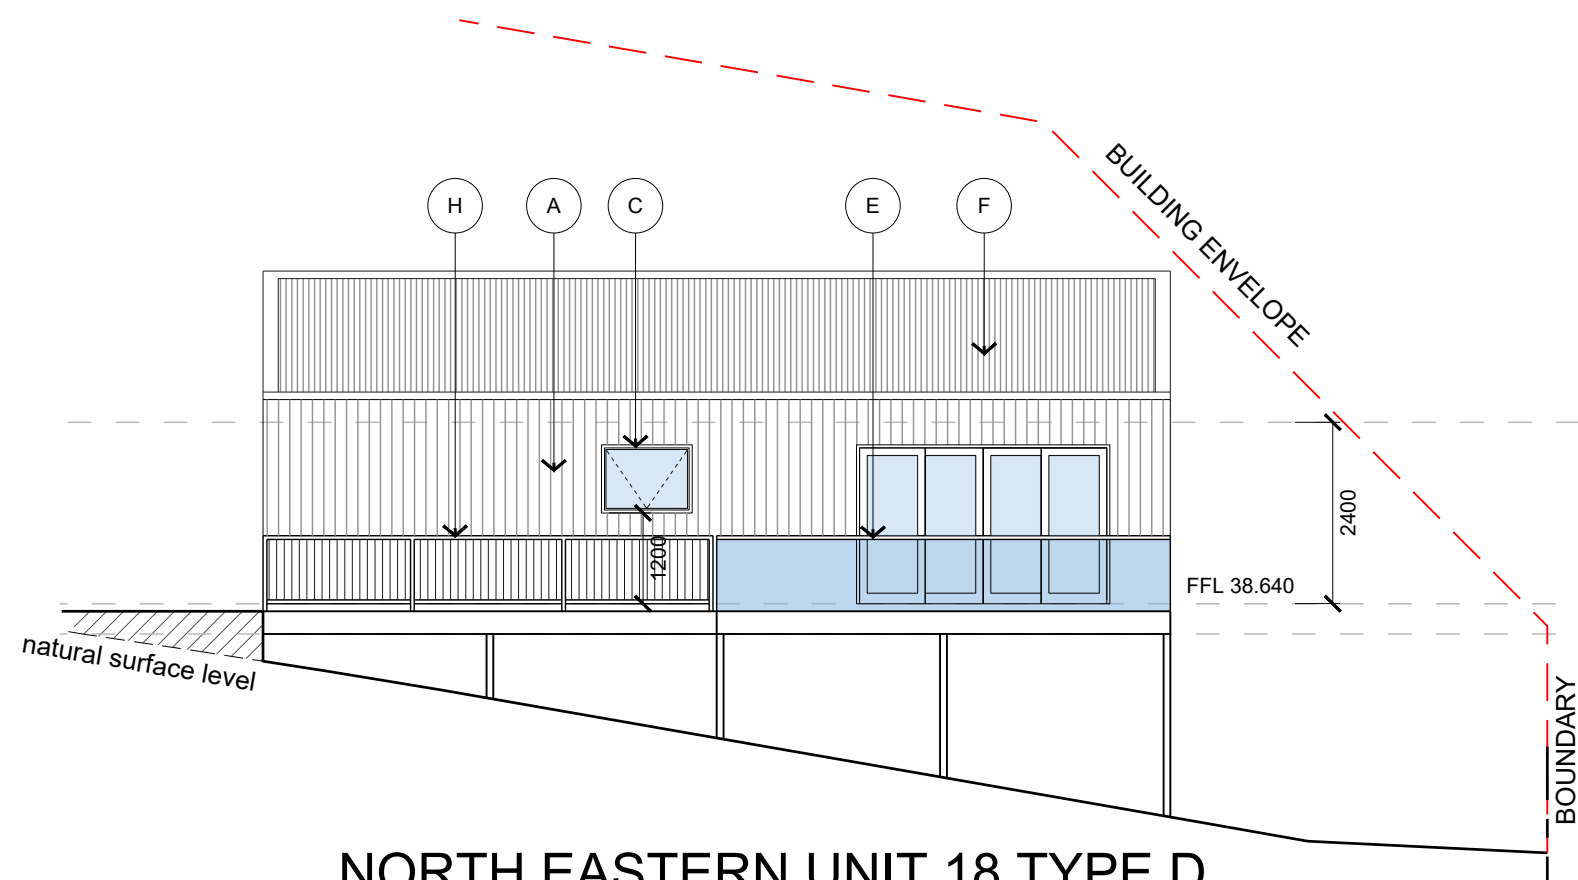 BUILDING ENVELOPE
H A C E F
2400
1200
FFL 38.640
natural surface level
BOUNDARY
NORTH EASTERN UNIT 18 TYPE D